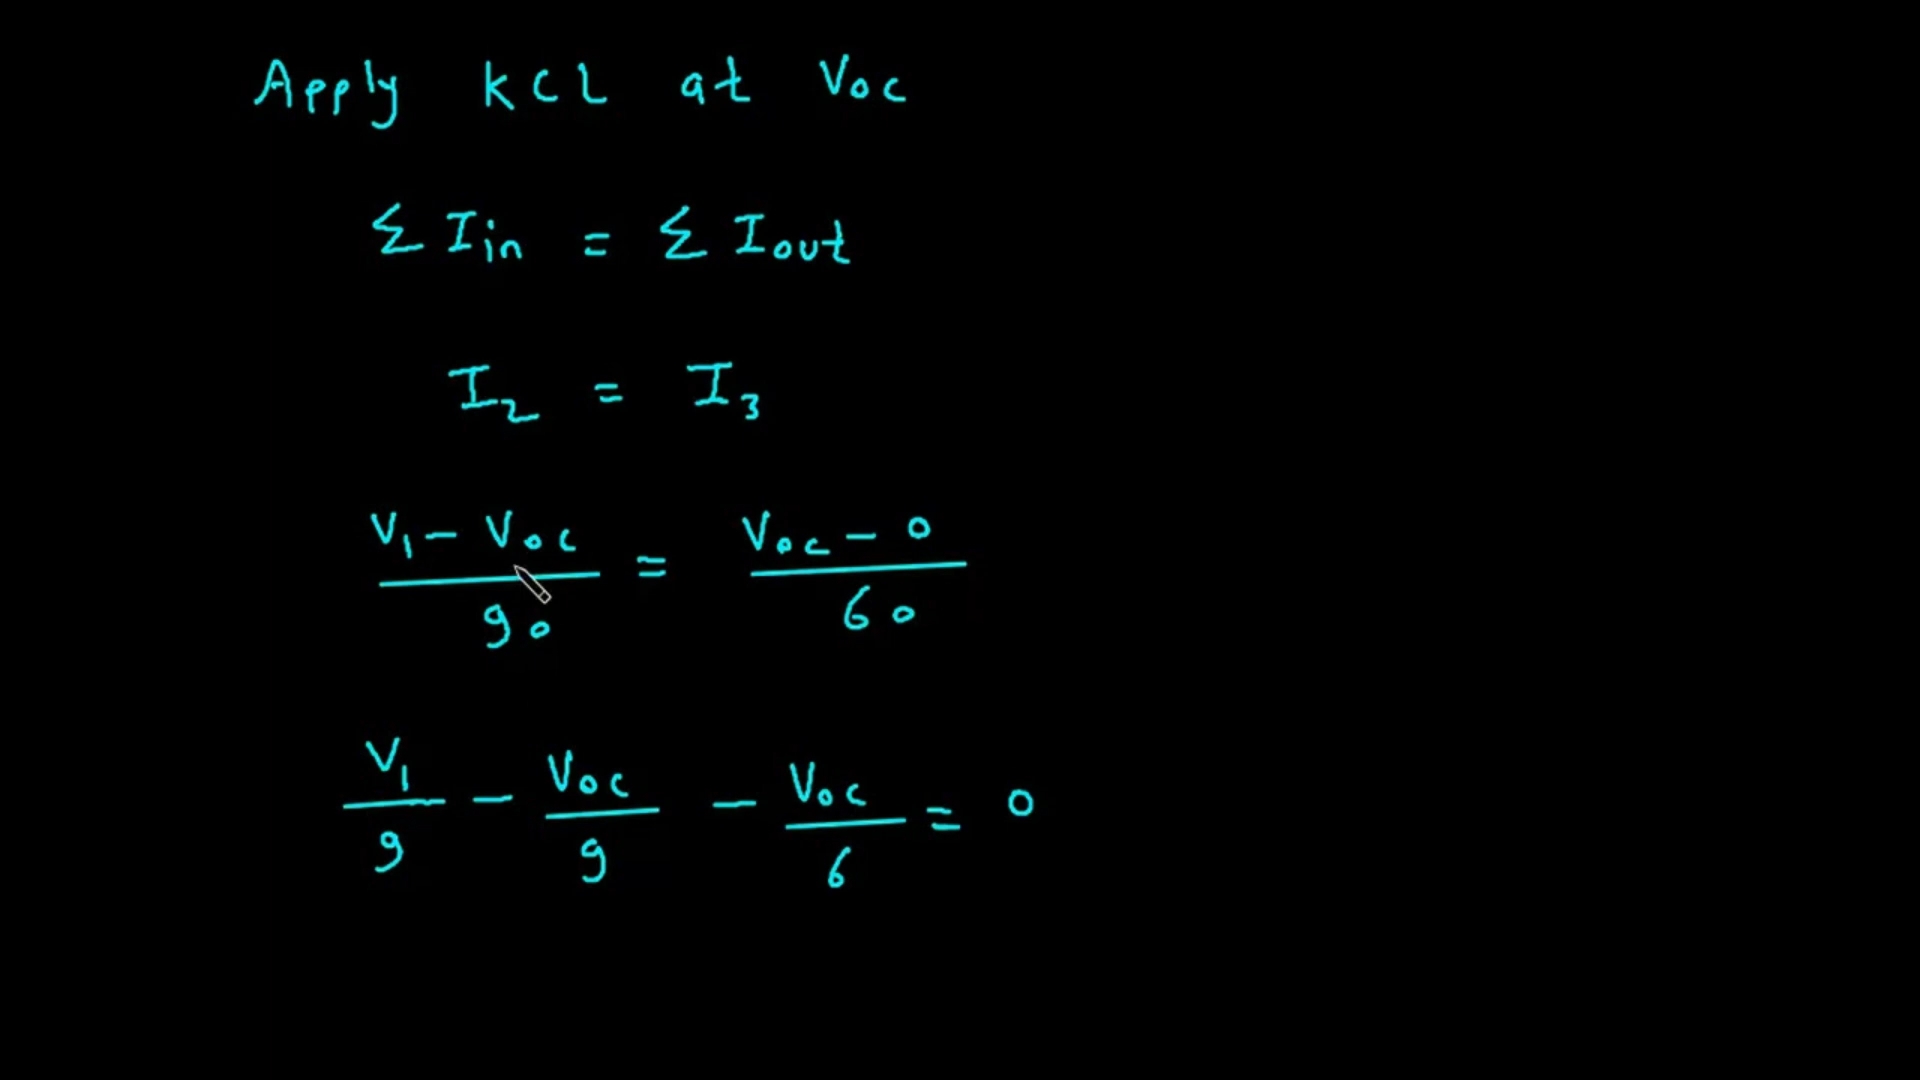 Apply KCL at Voc
Σ Iin = Σ Iout
I2 = I3
V1 - Voc / 90 = Voc - 0 / 60
V1 / 9 - Voc / 9 - Voc / 6 = 0